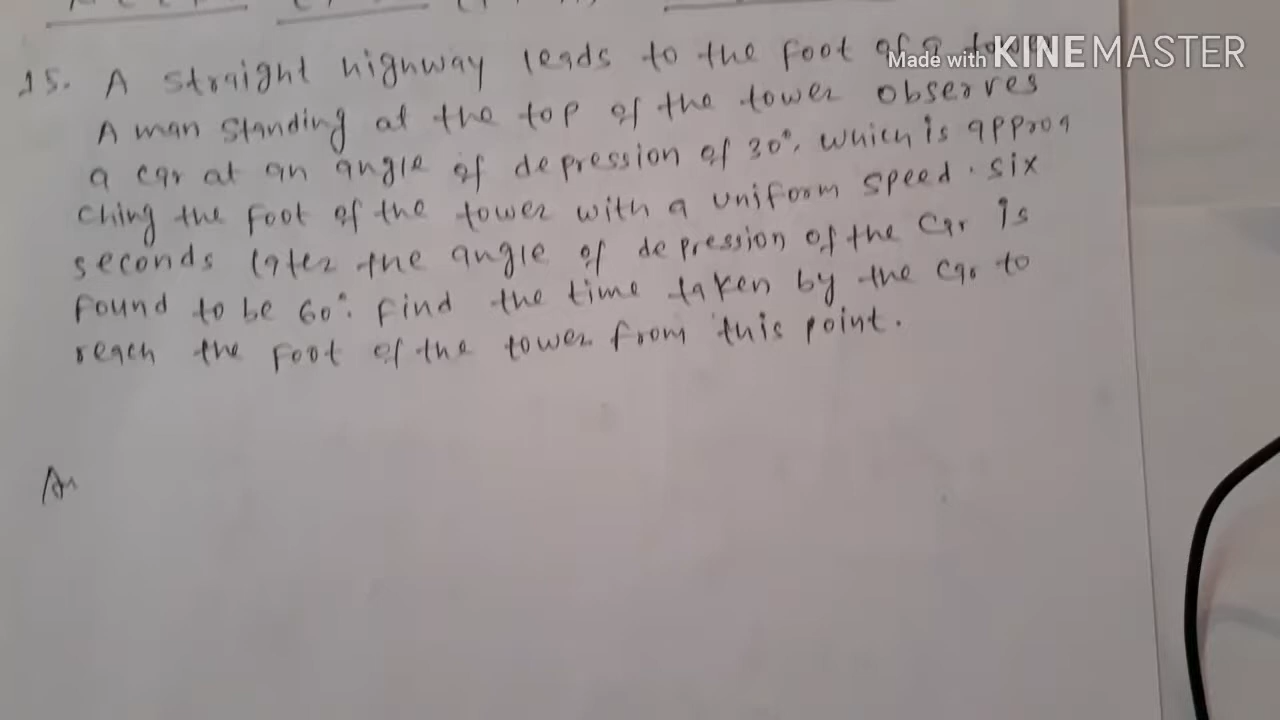 Made with KINEMASTER
15. A straight highway leads to the foot of a tower
A man standing at the top of the tower observes
a car at an angle of depression of 30°. which is approa
ching the foot of the tower with a uniform speed. six
seconds later the angle of depression of the car is
found to be 60°. Find the time taken by the car to
reach the foot of the tower from this point.
An